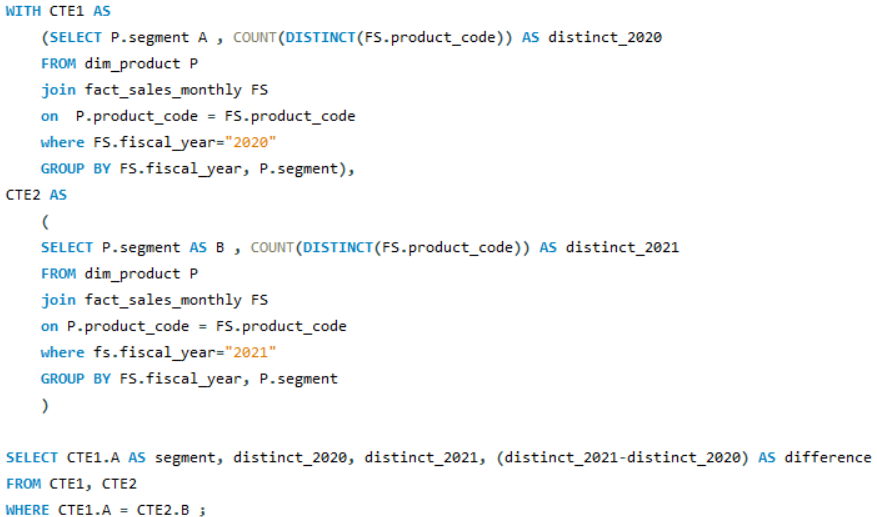 WITH CTE1 AS
(SELECT P.segment A , COUNT(DISTINCT(FS.product_code)) AS distinct_2020
FROM dim_product P
join fact_sales_monthly FS
on  P.product_code = FS.product_code
where FS.fiscal_year="2020"
GROUP BY FS.fiscal_year, P.segment),
CTE2 AS
(
SELECT P.segment AS B , COUNT(DISTINCT(FS.product_code)) AS distinct_2021
FROM dim_product P
join fact_sales_monthly FS
on P.product_code = FS.product_code
where fs.fiscal_year="2021"
GROUP BY FS.fiscal_year, P.segment
)
SELECT CTE1.A AS segment, distinct_2020, distinct_2021, (distinct_2021-distinct_2020) AS difference
FROM CTE1, CTE2
WHERE CTE1.A = CTE2.B ;